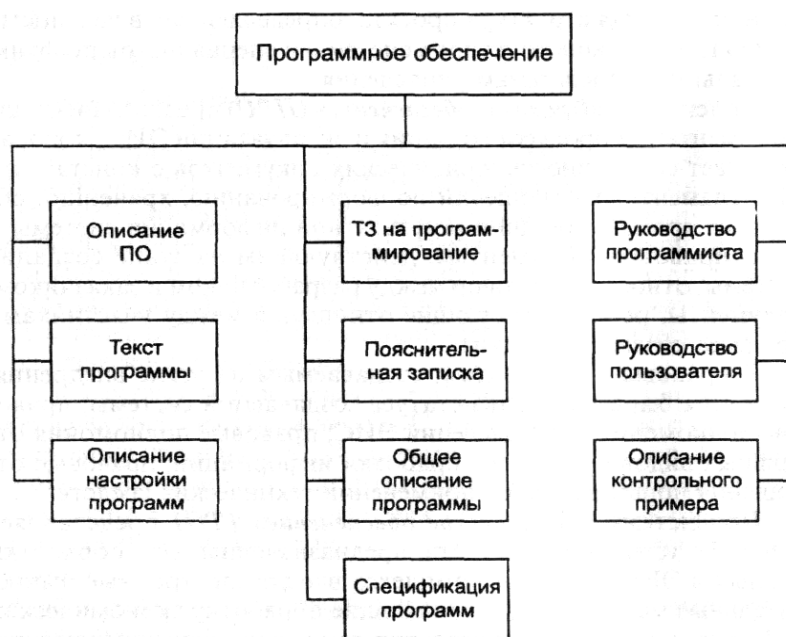 Программное обеспечение
Описание
ПО
ТЗ на програм-
мирование
Руководство
программиста
Текст
программы
Пояснитель-
ная записка
Руководство
пользователя
Описание
настройки
программ
Общее
описание
программы
Описание
контрольного
примера
Спецификация
программ